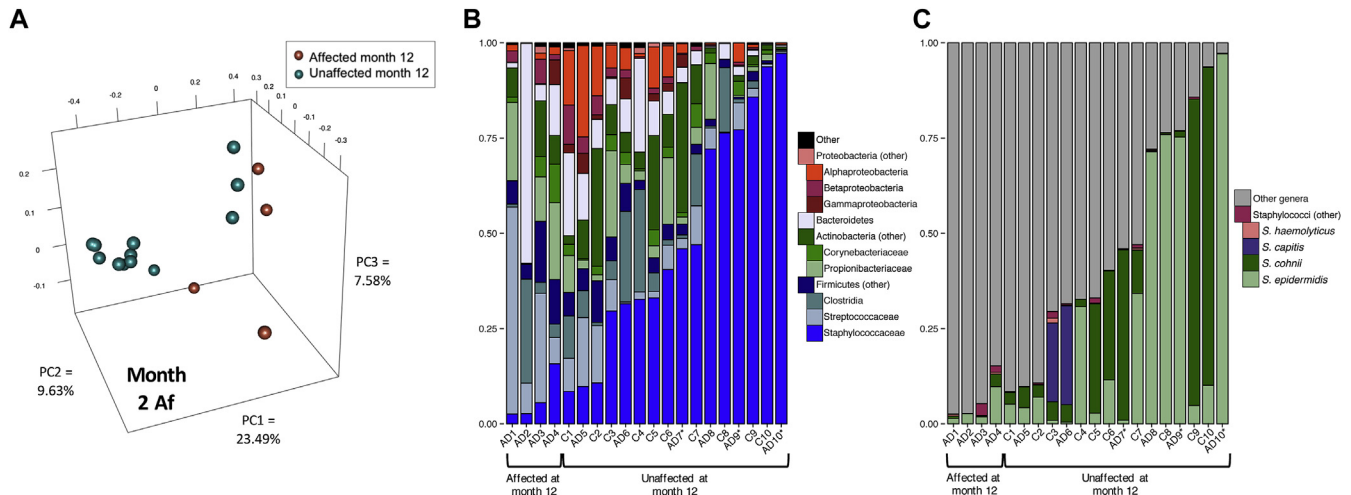 A
Affected month 12
Unaffected month 12
-0.4
-0.2
0
0.2
0.4
0.3
0.2
0.1
0
-0.1
-0.2
-0.3
0.2
0.1
0
-0.1
PC3 =
7.58%
PC2 =
9.63%
Month
2 Af
PC1 =
23.49%
B
1.00
0.75
0.50
0.25
0.00
AD1 AD2 AD3 AD4 C1 AD5 C2 C3 AD6 C4 C5 C6 AD7* C7 AD8 C8 AD9* C9 C10 AD10*
Affected at
month 12
Unaffected at
month 12
Other
Proteobacteria (other)
Alphaproteobacteria
Betaproteobacteria
Gammaproteobacteria
Bacteroidetes
Actinobacteria (other)
Corynebacteriaceae
Propionibacteriaceae
Firmicutes (other)
Clostridia
Streptococcaceae
Staphylococcaceae
C
1.00
0.75
0.50
0.25
0.00
AD1 AD2 AD3 AD4 C1 AD5 C2 C3 AD6 C4 C5 C6 AD7* C7 AD8 C8 AD9* C9 C10 AD10*
Affected at
month 12
Unaffected at
month 12
Other genera
Staphylococci (other)
S. haemolyticus
S. capitis
S. cohnii
S. epidermidis